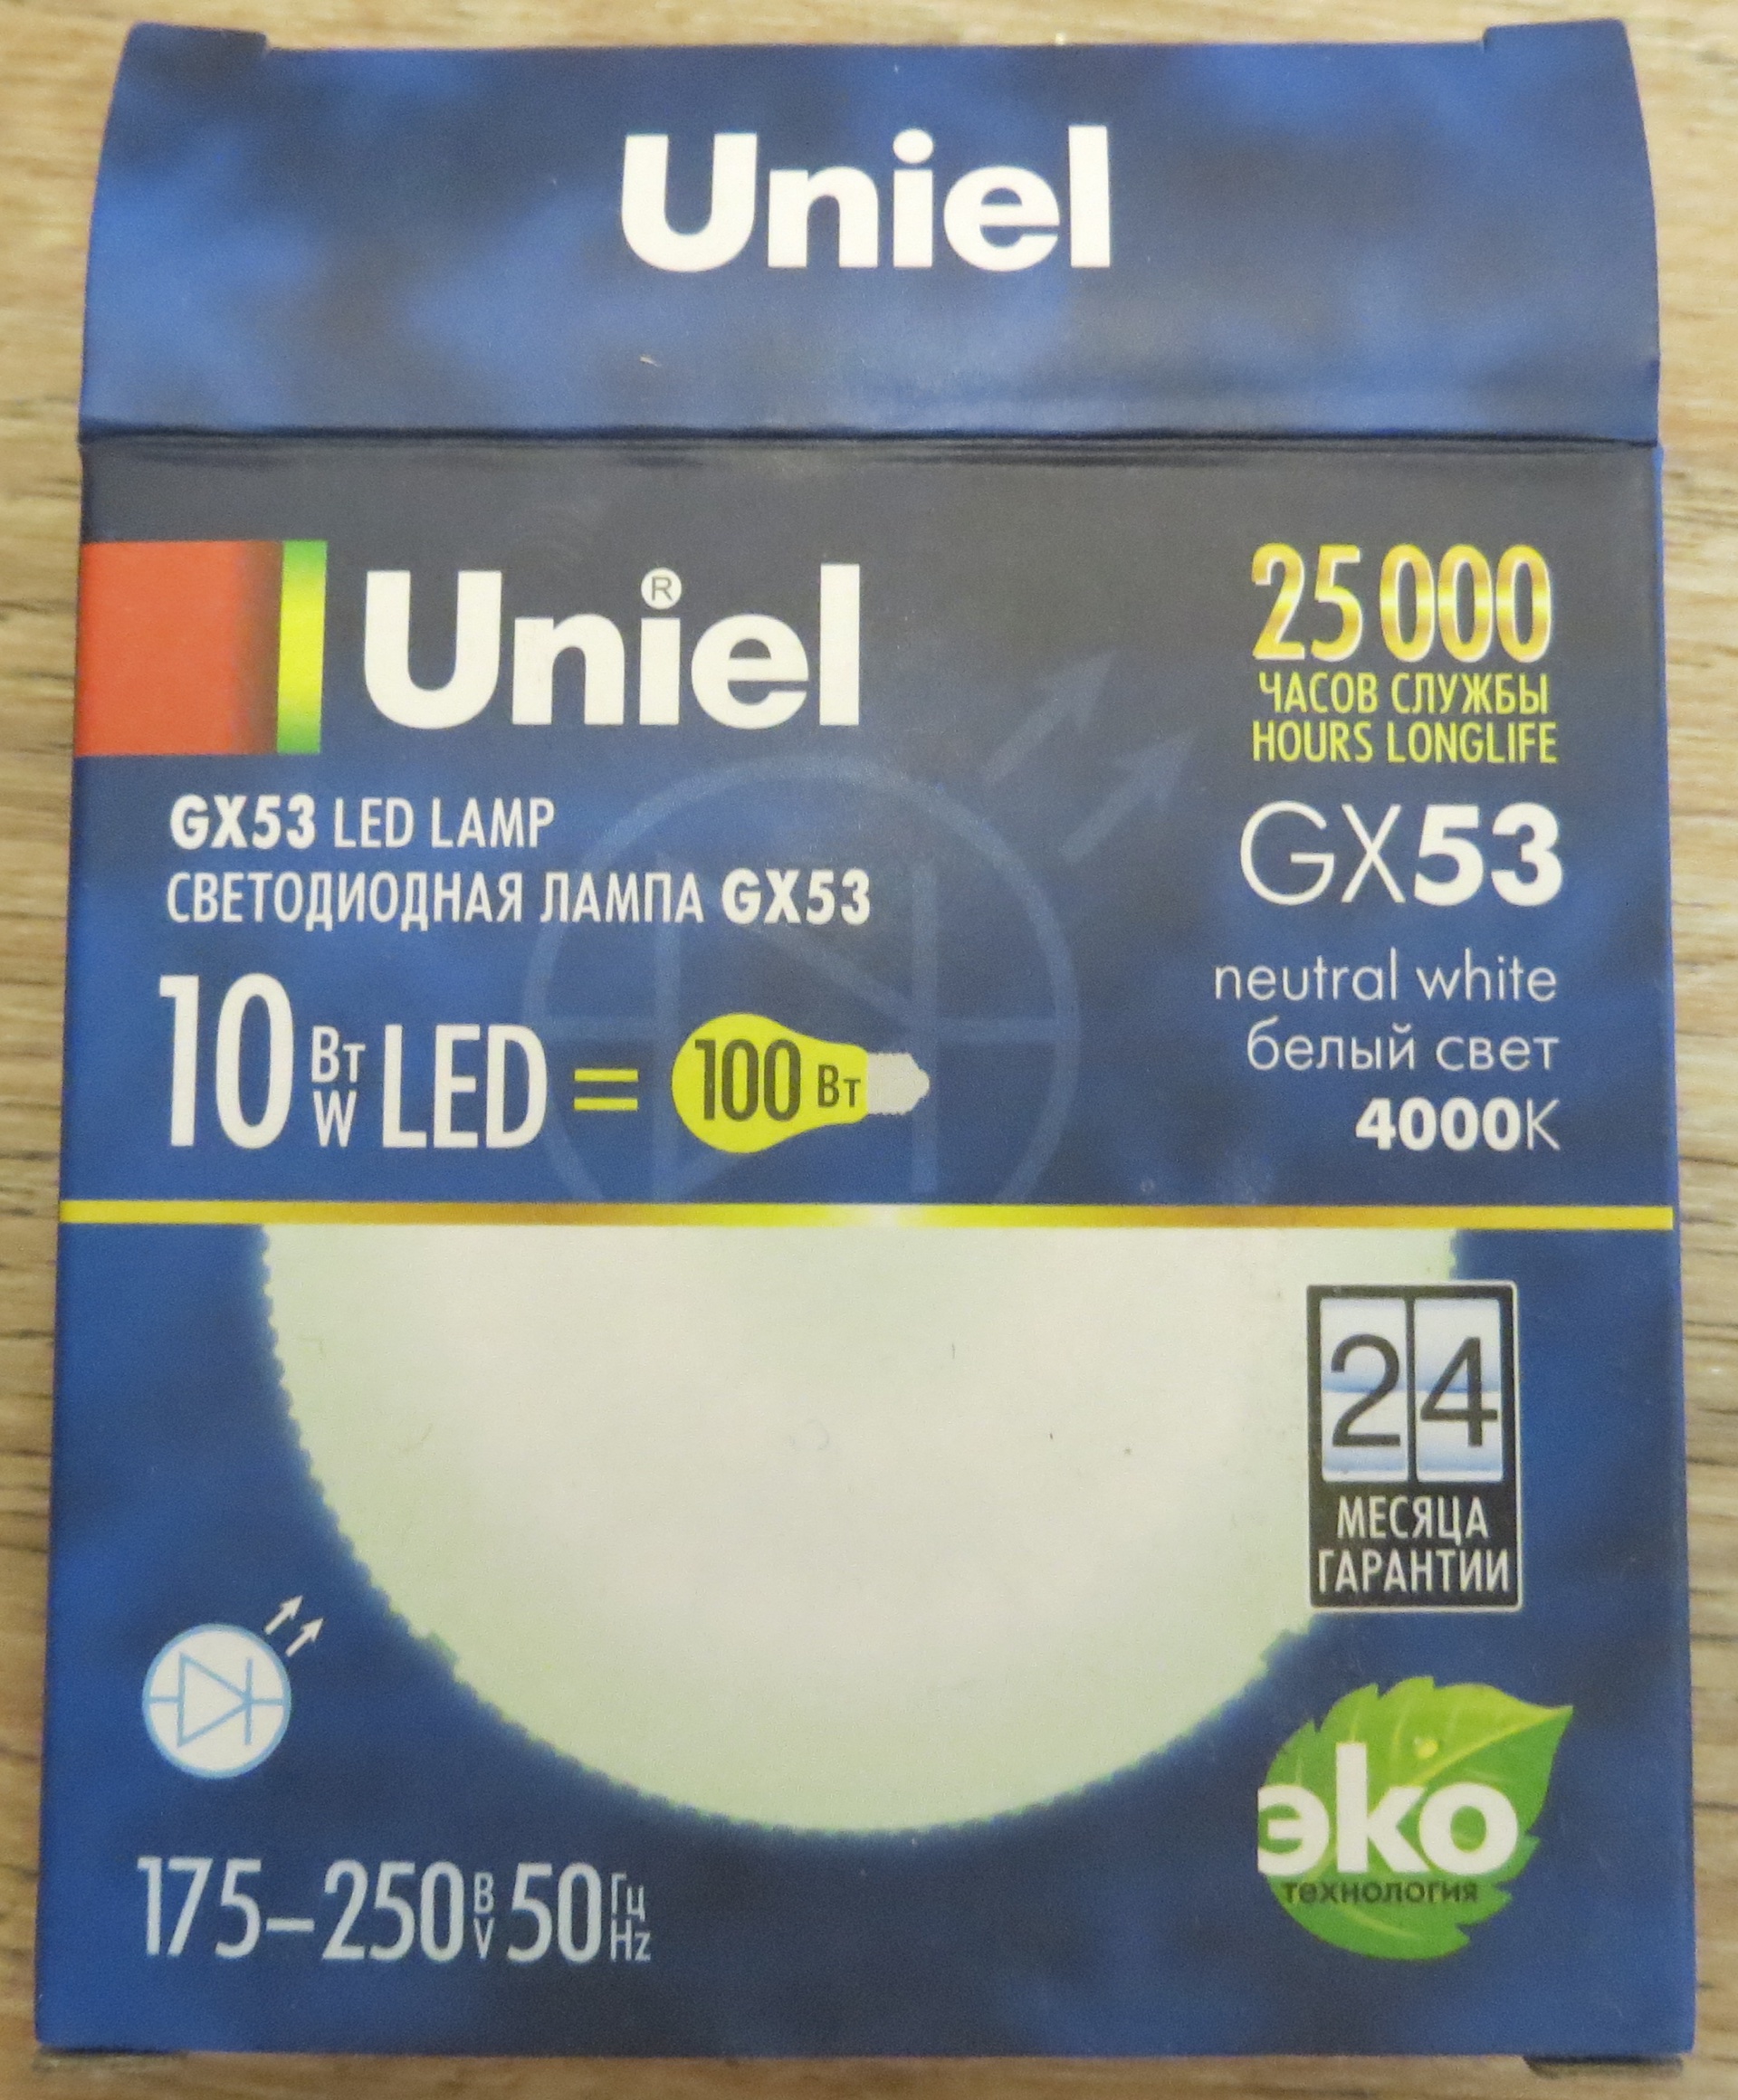 Uniel
Uniel®
25 000
ЧАСОВ СЛУЖБЫ
HOURS LONGLIFE
GX53 LED LAMP
СВЕТОДИОДНАЯ ЛАМПА GX53
GX53
neutral white
белый свет
4000K
10 Вт W LED = 100 Вт
24
МЕСЯЦА
ГАРАНТИИ
эко
технология
175–250 В V 50 Гц Hz